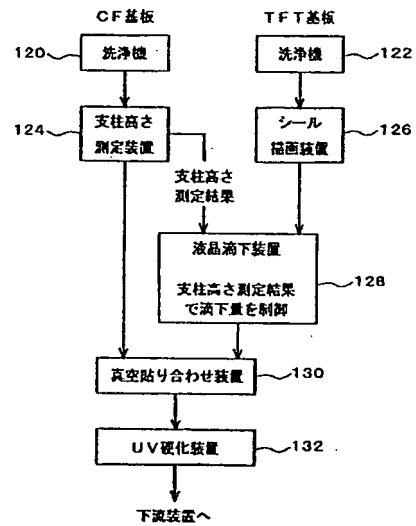 CF基板
TFT基板
120
洗浄機
洗浄機
122
124
支柱高さ
測定装置
シール
描画装置
126
支柱高さ
測定結果
液晶滴下装置
支柱高さ測定結果
で滴下量を制御
128
真空貼り合わせ装置
130
UV硬化装置
132
下流装置へ